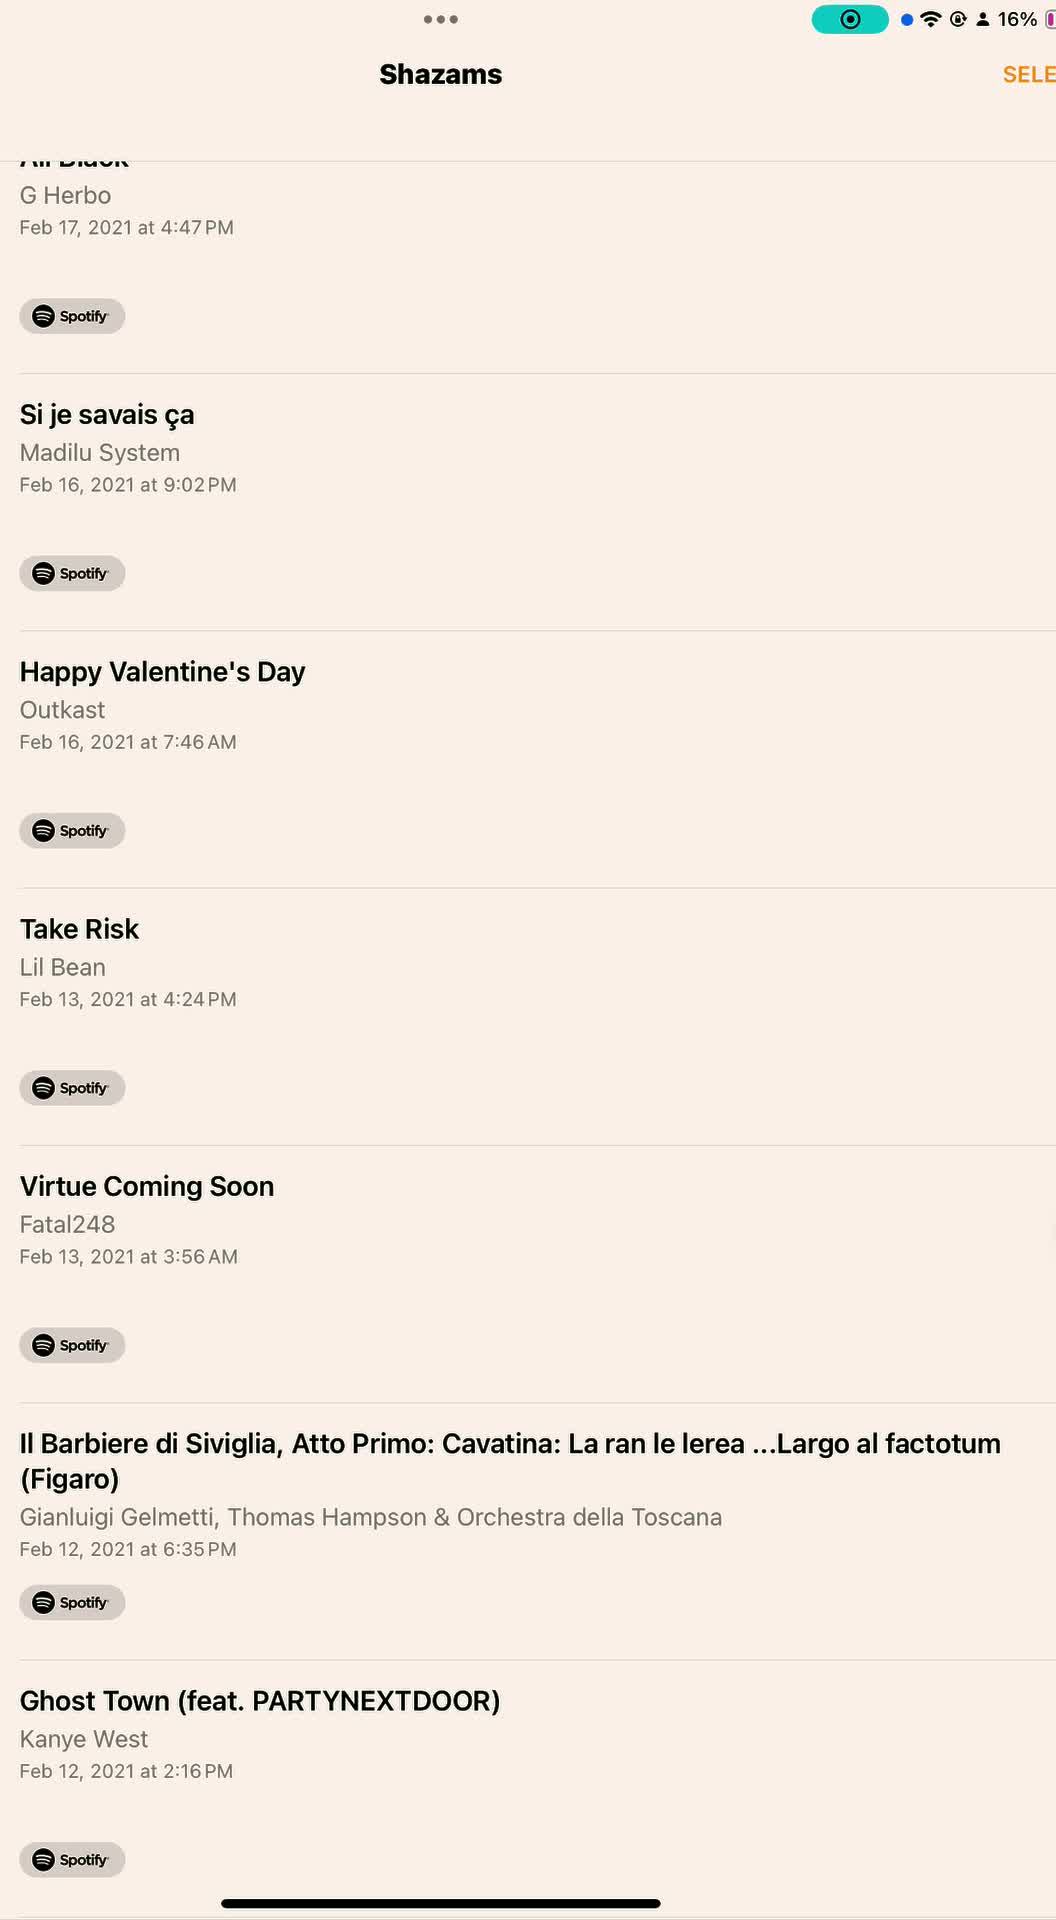 16%
Shazams
SELE
All Black
G Herbo
Feb 17, 2021 at 4:47 PM
Spotify
Si je savais ça
Madilu System
Feb 16, 2021 at 9:02 PM
Spotify
Happy Valentine's Day
Outkast
Feb 16, 2021 at 7:46 AM
Spotify
Take Risk
Lil Bean
Feb 13, 2021 at 4:24 PM
Spotify
Virtue Coming Soon
Fatal248
Feb 13, 2021 at 3:56 AM
Spotify
Il Barbiere di Siviglia, Atto Primo: Cavatina: La ran le lerea ...Largo al factotum
(Figaro)
Gianluigi Gelmetti, Thomas Hampson & Orchestra della Toscana
Feb 12, 2021 at 6:35 PM
Spotify
Ghost Town (feat. PARTYNEXTDOOR)
Kanye West
Feb 12, 2021 at 2:16 PM
Spotify